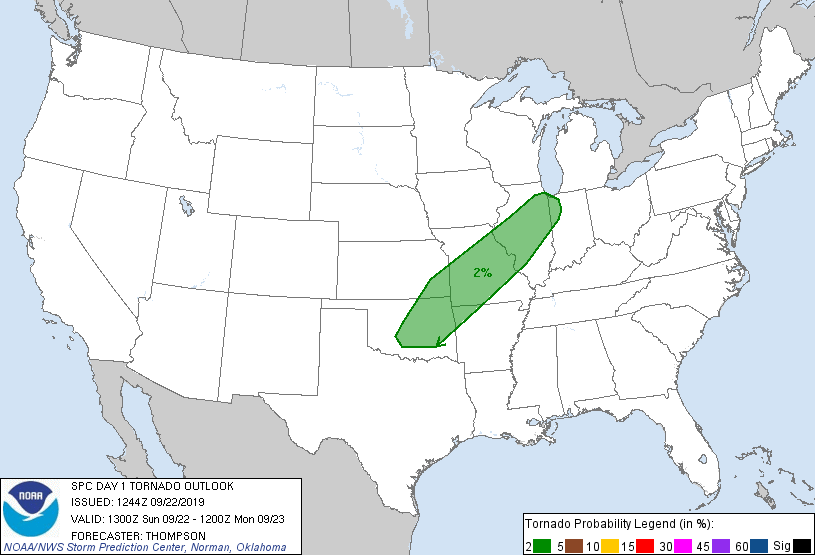 2%
SPC DAY 1 TORNADO OUTLOOK
ISSUED: 1244Z 09/22/2019
VALID: 1300Z Sun 09/22 - 1200Z Mon 09/23
FORECASTER: THOMPSON
NOAA/NWS Storm Prediction Center, Norman, Oklahoma
NOAA
Tornado Probability Legend (in %):
2 5 10 15 30 45 60 Sig